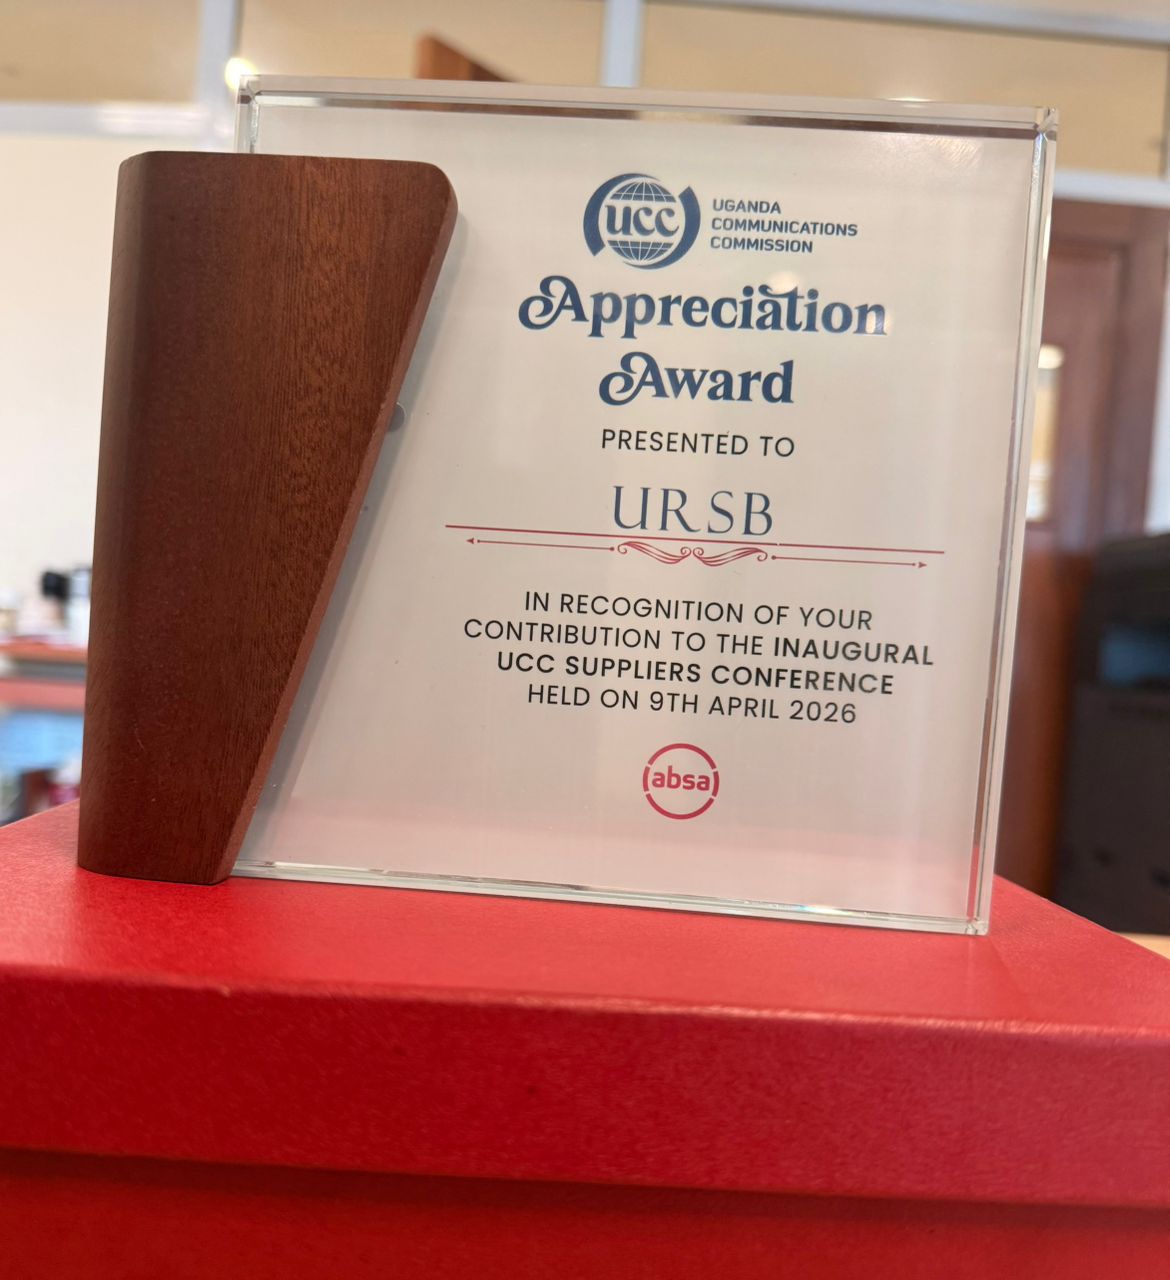 ucc
UGANDA
COMMUNICATIONS
COMMISSION
Appreciation
Award
PRESENTED TO
URSB
IN RECOGNITION OF YOUR
CONTRIBUTION TO THE INAUGURAL
UCC SUPPLIERS CONFERENCE
HELD ON 9TH APRIL 2026
absa